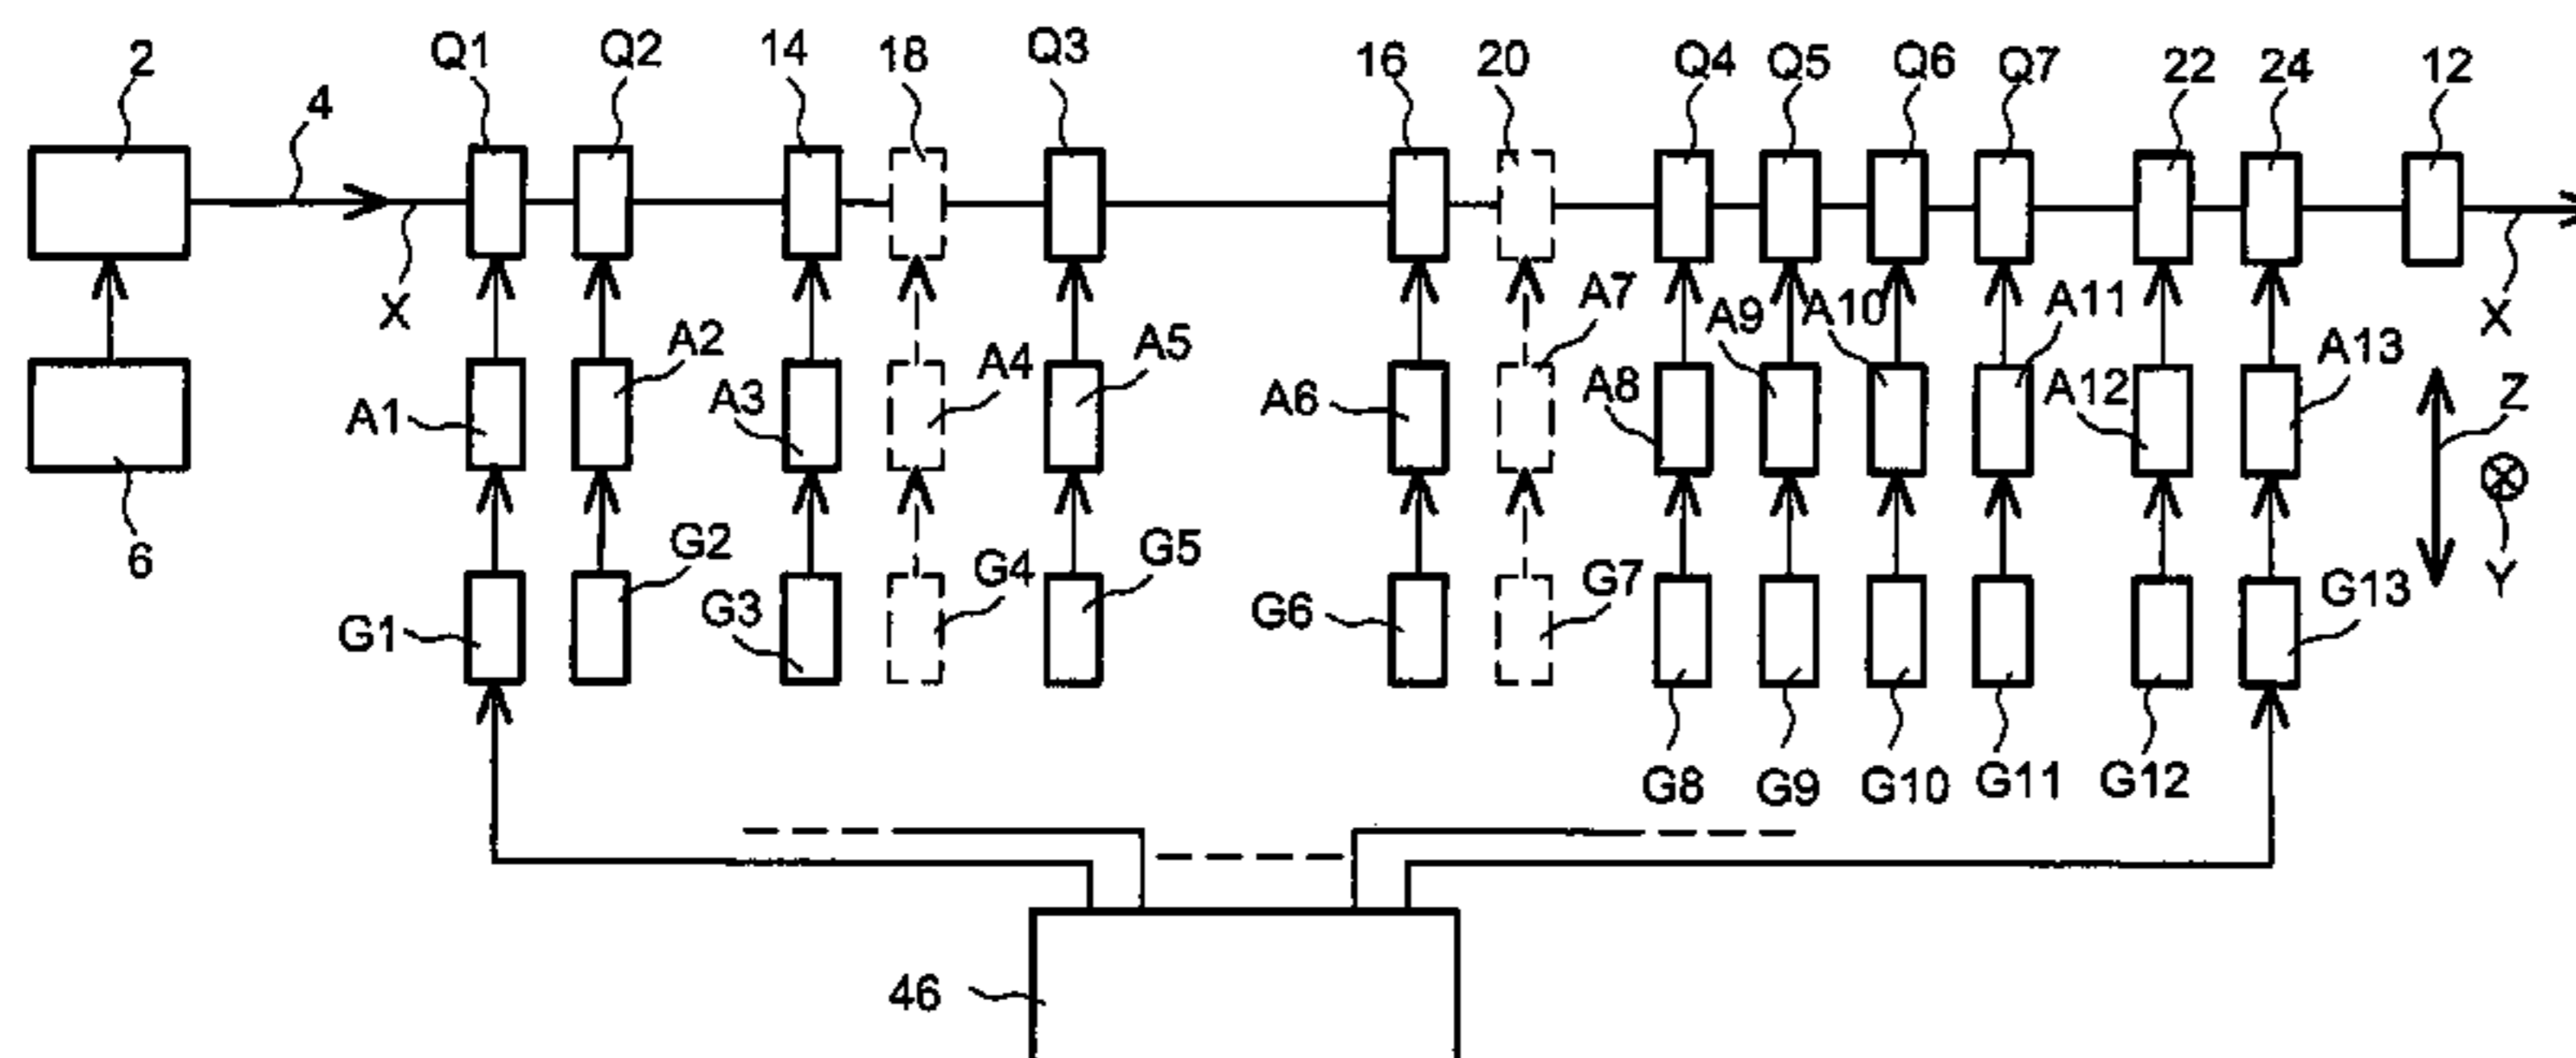 2 4 Q1 Q2 14 18 Q3 16 20 Q4 Q5 Q6 Q7 22 24 12
X X
A1 A2 A3 A4 A5 A6 A7 A8 A9 A10 A11 A12 A13 Z
6 Y
G1 G2 G3 G4 G5 G6 G7 G13
G8 G9 G10 G11 G12
46